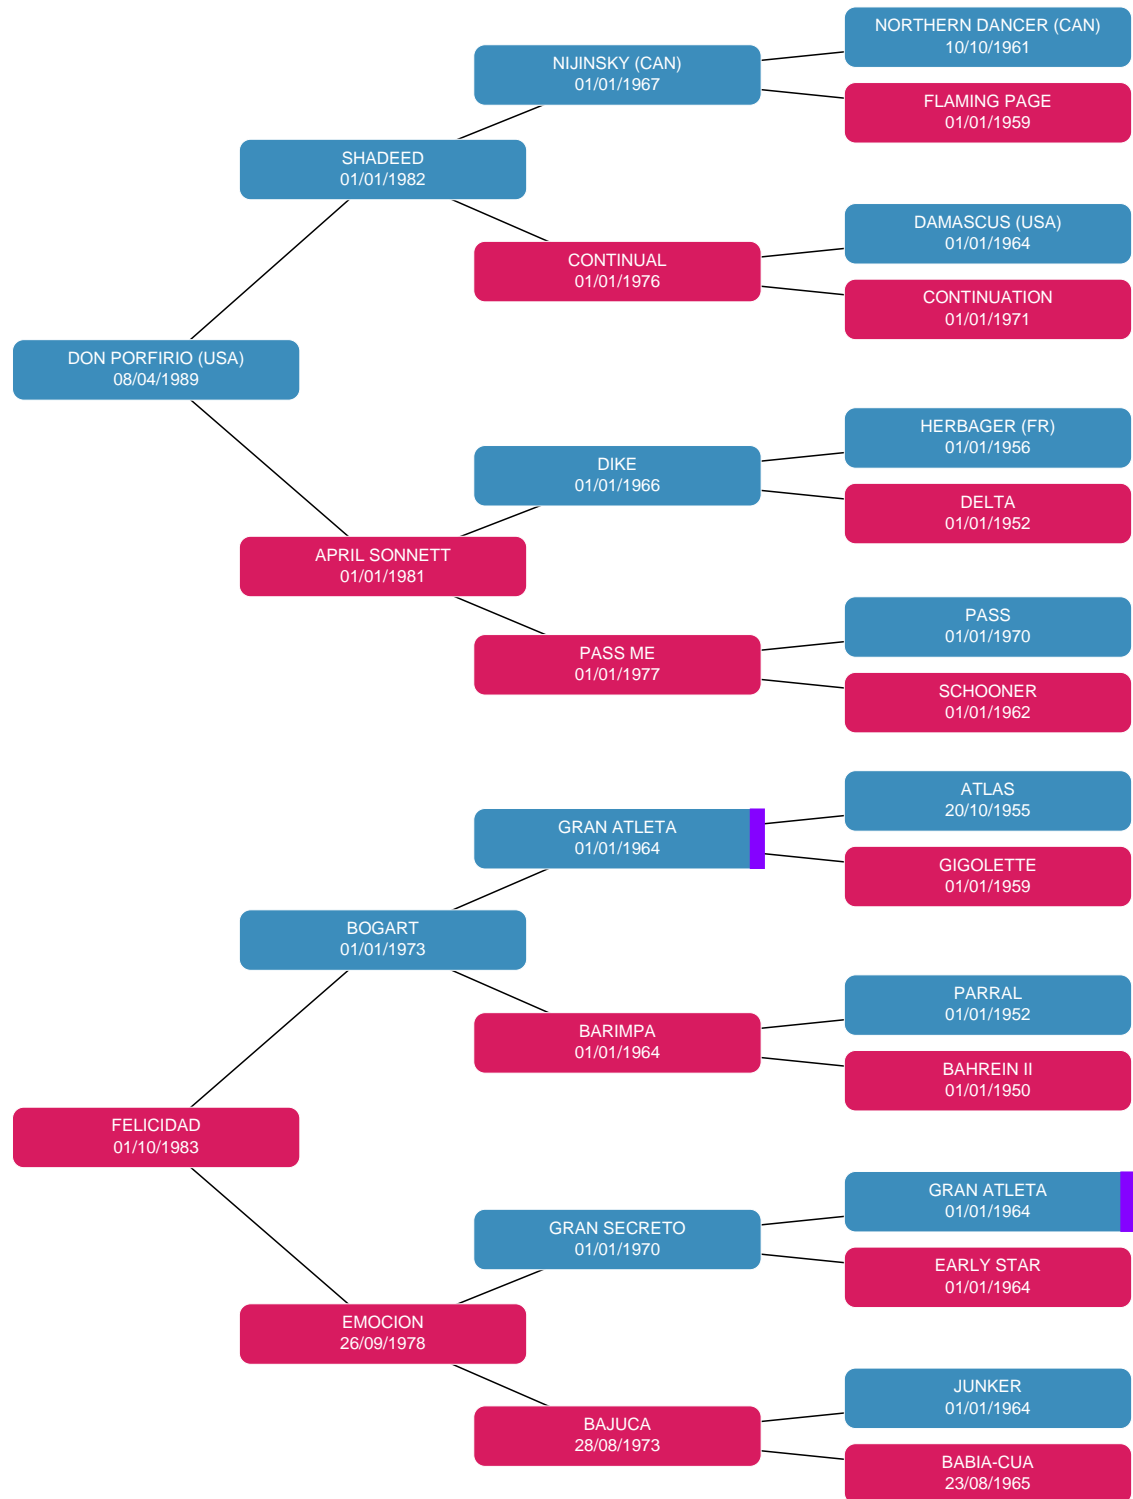 NORTHERN DANCER (CAN)
10/10/1961
NIJINSKY (CAN)
01/01/1967
FLAMING PAGE
01/01/1959
SHADEED
01/01/1982
DAMASCUS (USA)
01/01/1964
CONTINUAL
01/01/1976
CONTINUATION
01/01/1971
DON PORFIRIO (USA)
08/04/1989
HERBAGER (FR)
01/01/1956
DIKE
01/01/1966
DELTA
01/01/1952
APRIL SONNETT
01/01/1981
PASS
01/01/1970
PASS ME
01/01/1977
SCHOONER
01/01/1962
ATLAS
20/10/1955
GRAN ATLETA
01/01/1964
GIGOLETTE
01/01/1959
BOGART
01/01/1973
PARRAL
01/01/1952
BARIMPA
01/01/1964
BAHREIN II
01/01/1950
FELICIDAD
01/10/1983
GRAN ATLETA
01/01/1964
GRAN SECRETO
01/01/1970
EARLY STAR
01/01/1964
EMOCION
26/09/1978
JUNKER
01/01/1964
BAJUCA
28/08/1973
BABIA-CUA
23/08/1965